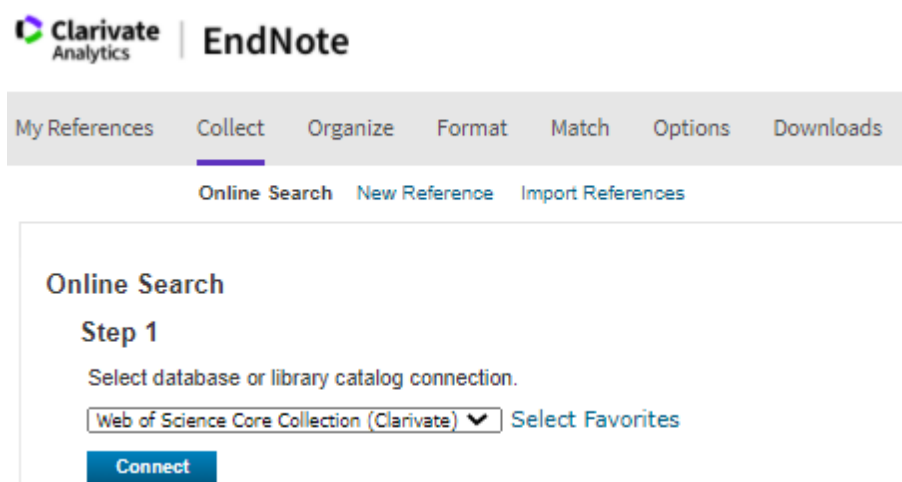 Clarivate
Analytics
EndNote
My References Collect Organize Format Match Options Downloads
Online Search New Reference Import References
Online Search
Step 1
Select database or library catalog connection.
Web of Science Core Collection (Clarivate) Select Favorites
Connect